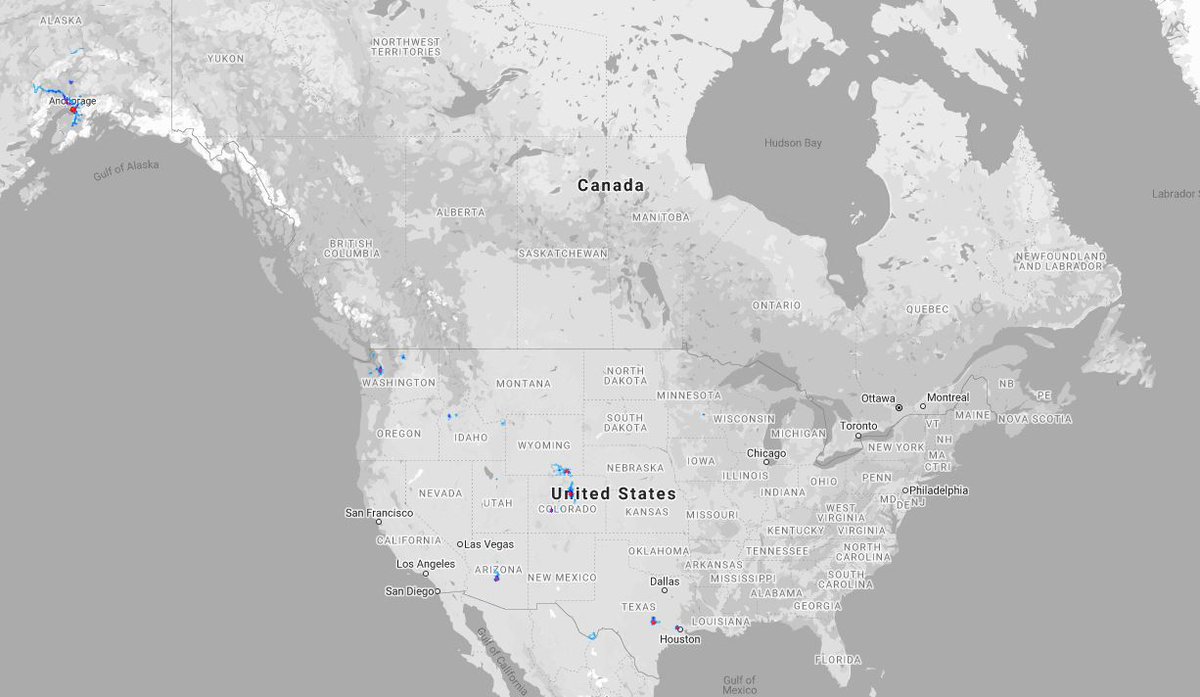 ALASKA
YUKON
NORTHWEST
TERRITORIES
Anchorage
Gulf of Alaska
Hudson Bay
Canada
Labrador
ALBERTA
MANITOBA
BRITISH
COLUMBIA
SASKATCHEWAN
NEWFOUNDLAND
AND LABRADOR
ONTARIO
QUEBEC
WASHINGTON
MONTANA
NORTH
DAKOTA
MINNESOTA
Ottawa
Montreal
NB
PE
MAINE
NOVA SCOTIA
OREGON
IDAHO
WYOMING
SOUTH
DAKOTA
WISCONSIN
MICHIGAN
Toronto
VT
NH
NEW YORK
MA
CT RI
Chicago
IOWA
NEBRASKA
ILLINOIS
INDIANA
OHIO
PENN
Philadelphia
MD
DE
NJ
NEVADA
UTAH
United States
COLORADO
KANSAS
MISSOURI
WEST
VIRGINIA
KENTUCKY
VIRGINIA
San Francisco
CALIFORNIA
Las Vegas
OKLAHOMA
TENNESSEE
NORTH
CAROLINA
Los Angeles
ARIZONA
NEW MEXICO
ARKANSAS
MISSISSIPPI
SOUTH
CAROLINA
San Diego
Dallas
ALABAMA
GEORGIA
TEXAS
LOUISIANA
Houston
Gulf of California
FLORIDA
Gulf of
Mexico